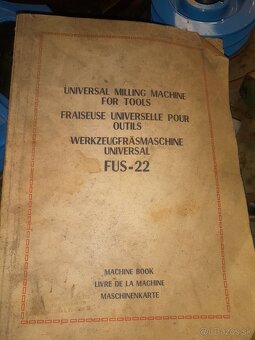 UNIVERSAL MILLING MACHINE
FOR TOOLS
FRAISEUSE UNIVERSELLE POUR
OUTILS
WERKZEUGFRÄSMASCHINE
UNIVERSAL
FUS-22
MACHINE BOOK
LIVRE DE LA MACHINE
MASCHINENKARTE